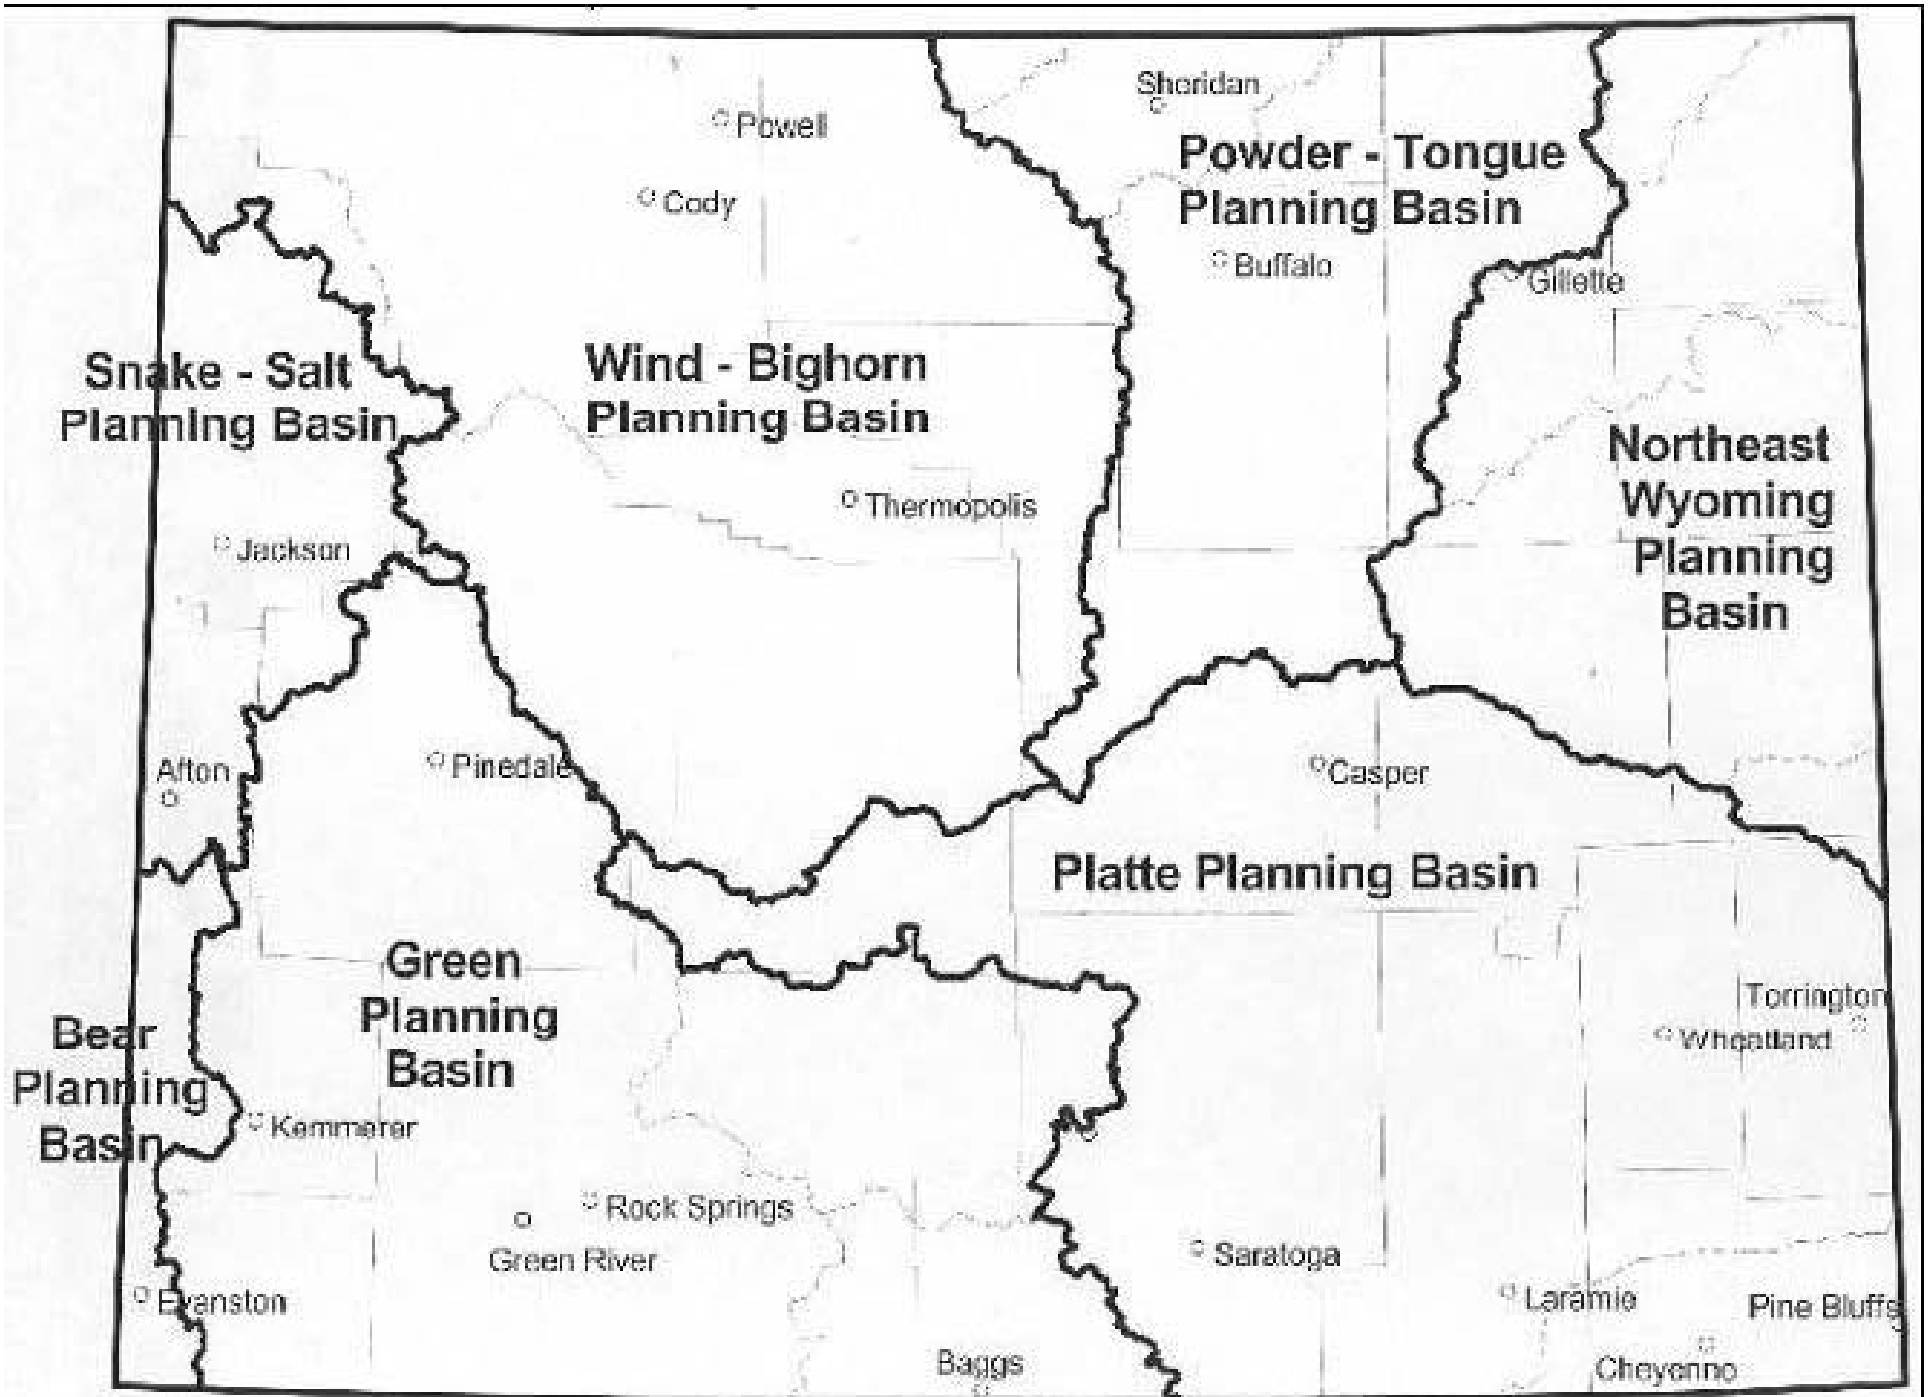 Sheridan
Powell
Powder - Tongue
Planning Basin
Cody
Buffalo
Gillette
Snake - Salt
Planning Basin
Wind - Bighorn
Planning Basin
Northeast
Wyoming
Planning
Basin
Thermopolis
Jackson
Afton
Pinedale
Casper
Platte Planning Basin
Green
Planning
Basin
Torrington
Wheatland
Bear
Planning
Basin
Kemmerer
Rock Springs
Green River
Saratoga
Evanston
Laramie
Pine Bluffs
Baggs
Cheyenne